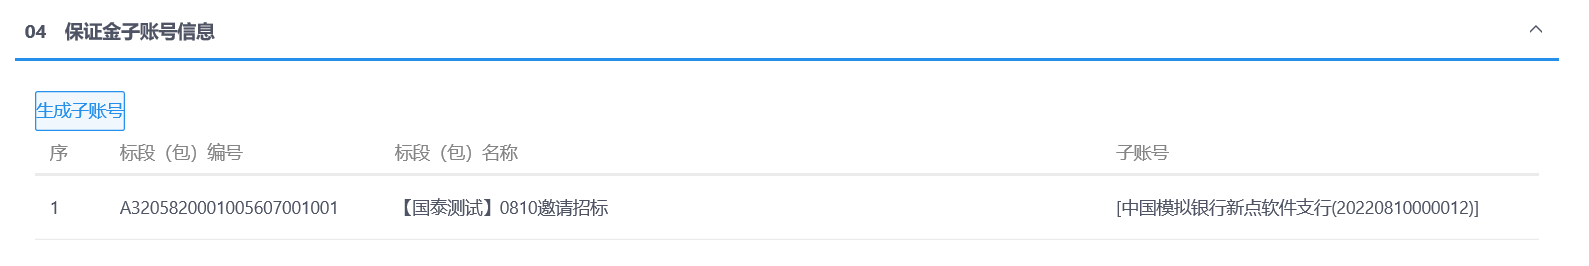 04 保证金子账号信息
生成子账号
序 标段（包）编号 标段（包）名称 子账号
1 A3205820001005607001001 【国泰测试】0810邀请招标 [中国模拟银行新点软件支行(20220810000012)]